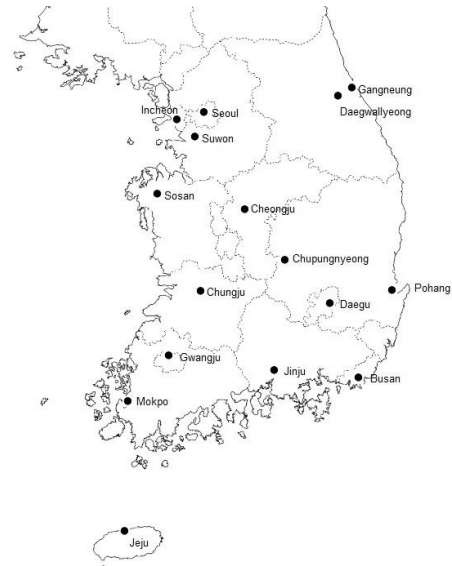 Gangneung
Daegwallyeong
Incheon
Seoul
Suwon
Sosan
Cheongju
Chupungnyeong
Chungju
Pohang
Daegu
Gwangju
Jinju
Busan
Mokpo
Jeju